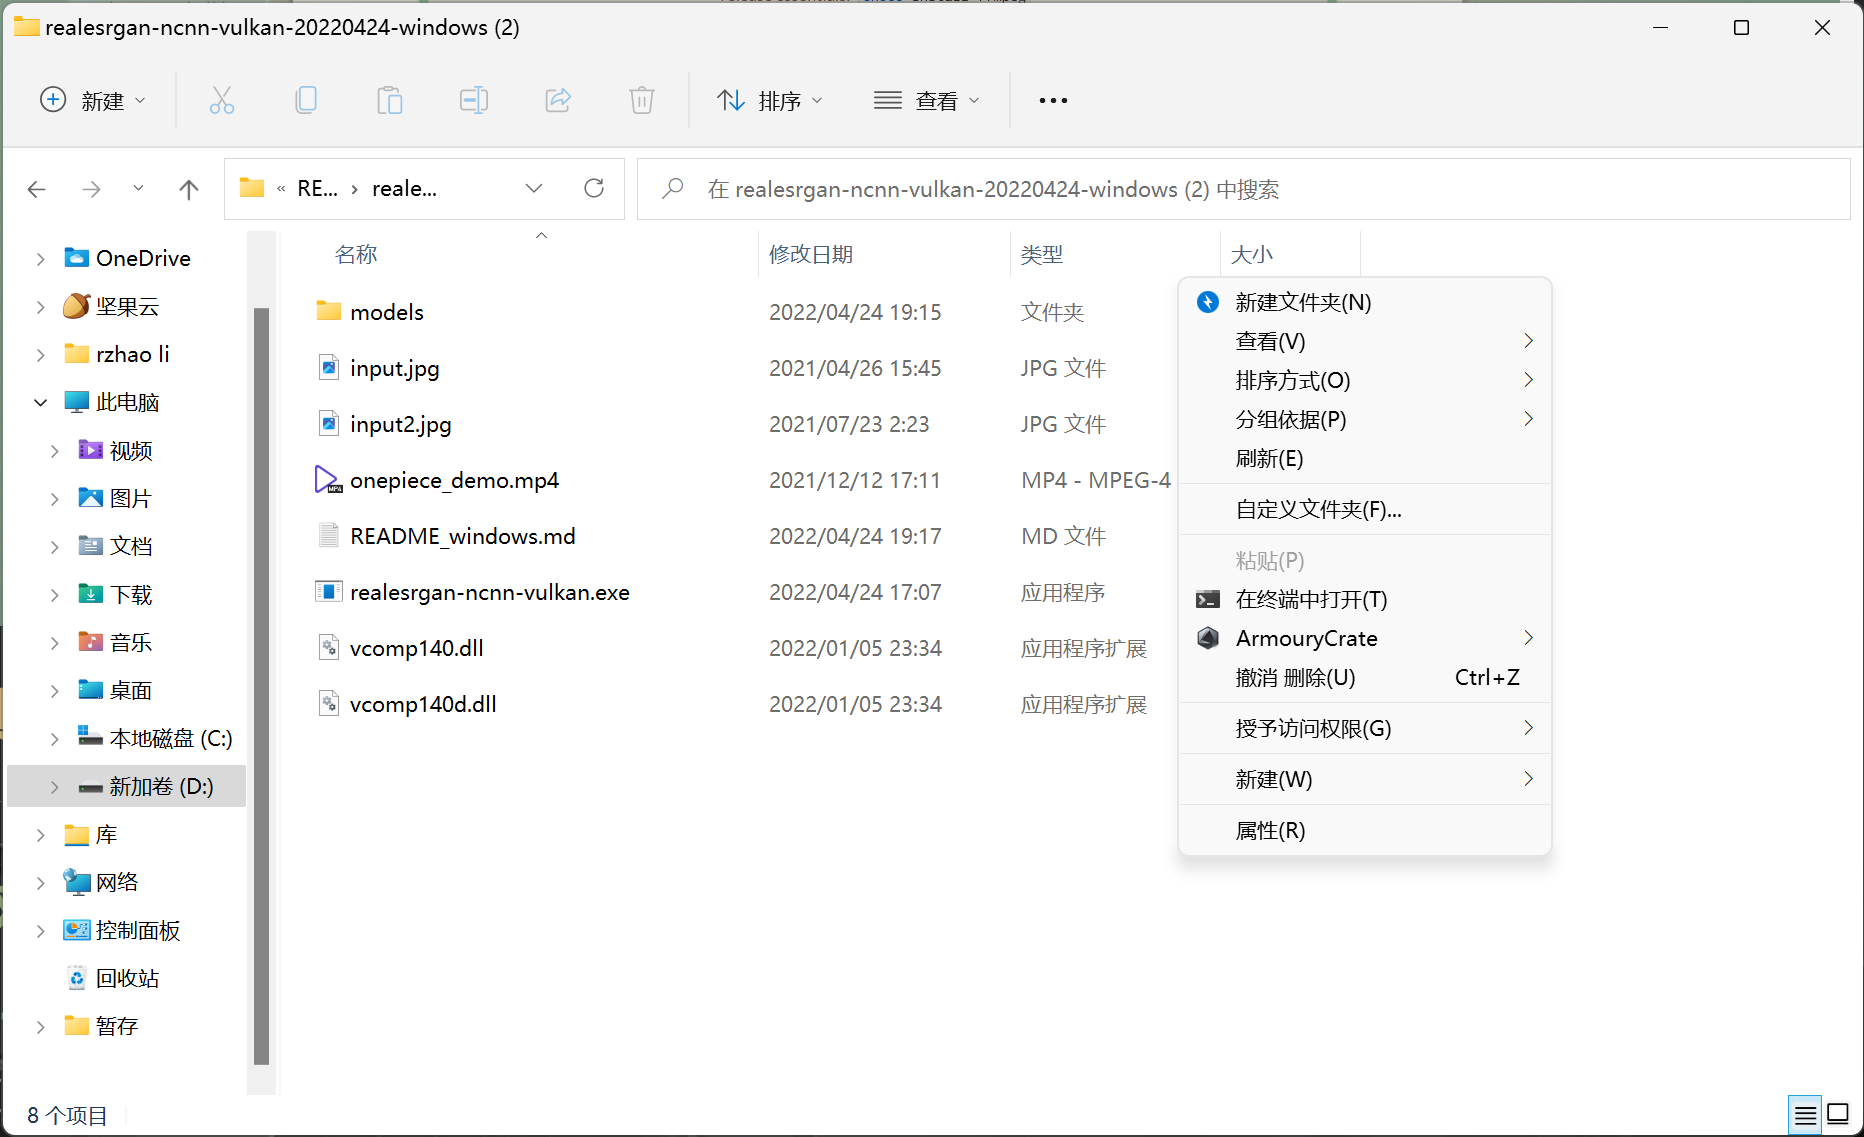 realesrgan-ncnn-vulkan-20220424-windows (2)
新建
排序
查看
« RE... › reale...
在 realesrgan-ncnn-vulkan-20220424-windows (2) 中搜索
OneDrive
坚果云
rzhao li
此电脑
视频
图片
文档
下载
音乐
桌面
本地磁盘 (C:)
新加卷 (D:)
库
网络
控制面板
回收站
暂存
名称 修改日期 类型 大小
models 2022/04/24 19:15 文件夹
input.jpg 2021/04/26 15:45 JPG 文件
input2.jpg 2021/07/23 2:23 JPG 文件
onepiece_demo.mp4 2021/12/12 17:11 MP4 - MPEG-4
README_windows.md 2022/04/24 19:17 MD 文件
realesrgan-ncnn-vulkan.exe 2022/04/24 17:07 应用程序
vcomp140.dll 2022/01/05 23:34 应用程序扩展
vcomp140d.dll 2022/01/05 23:34 应用程序扩展
新建文件夹(N)
查看(V)
排序方式(O)
分组依据(P)
刷新(E)
自定义文件夹(F)...
粘贴(P)
在终端中打开(T)
ArmouryCrate
撤消 删除(U) Ctrl+Z
授予访问权限(G)
新建(W)
属性(R)
8 个项目